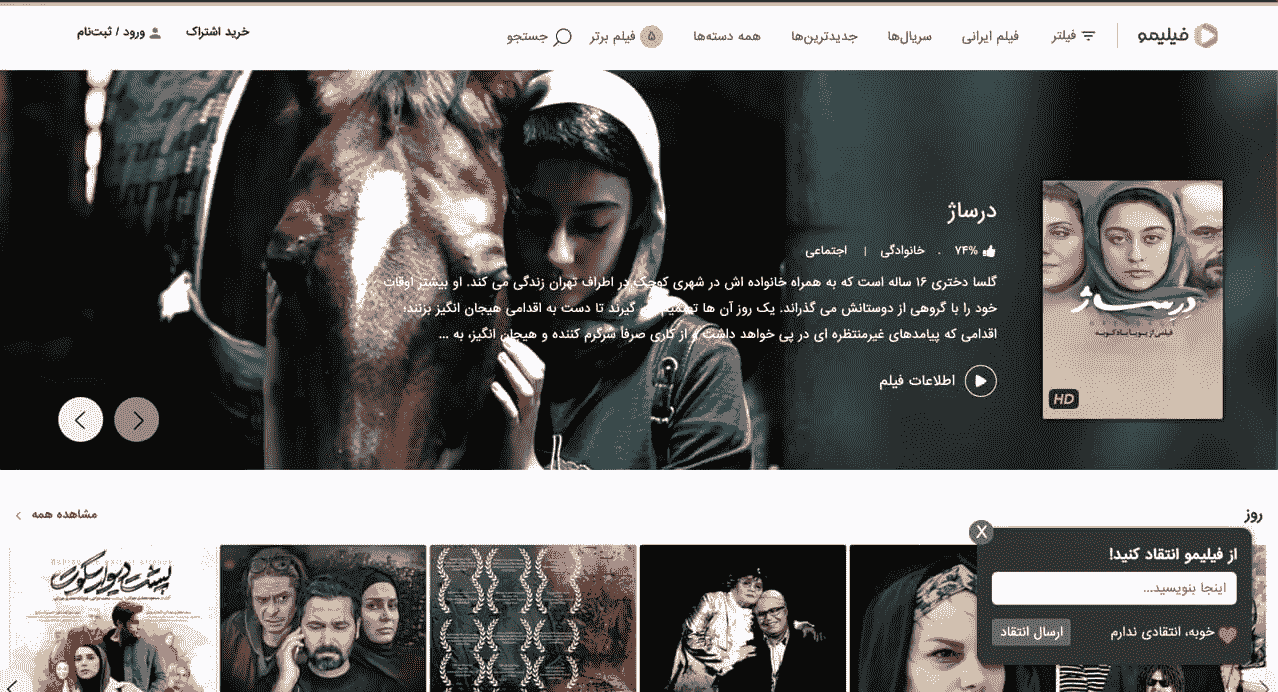 فیلیمو
فیلتر
فیلم ایرانی
سریال‌ها
جدیدترین‌ها
همه دسته‌ها
۵ فیلم برتر
جستجو
خرید اشتراک
ورود / ثبت‌نام
درساژ
۷۴% . خانوادگی | اجتماعی
گلسا دختری ۱۶ ساله است که به همراه خانواده اش در شهری کوچک در اطراف تهران زندگی می کند. او بیشتر اوقات
خود را با گروهی از دوستانش می گذراند. یک روز آن ها تصمیم می گیرند تا دست به اقدامی هیجان انگیز بزنند؛
اقدامی که پیامدهای غیرمنتظره ای در پی خواهد داشت و از کاری صرفاً سرگرم کننده و هیجان انگیز، به ...
اطلاعات فیلم
درساژ
فیلمی از پویا بادکوبه
HD
روز
مشاهده همه
پشت دیوار سکوت
X
از فیلیمو انتقاد کنید!
اینجا بنویسید...
خوبه، انتقادی ندارم
ارسال انتقاد